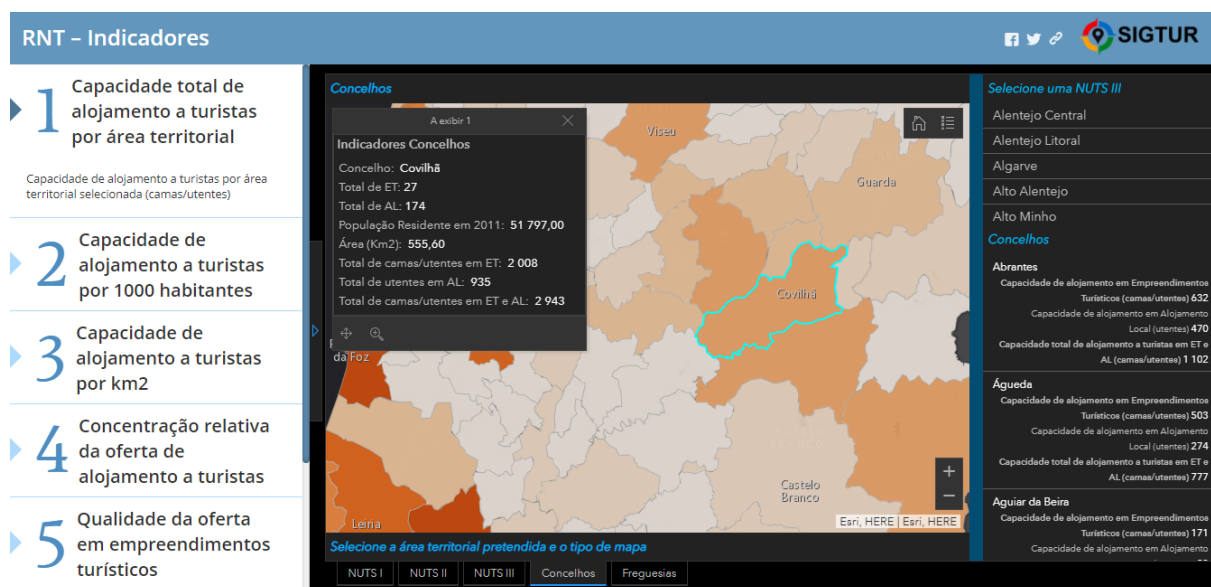 RNT – Indicadores
SIGTUR
1
Capacidade total de
alojamento a turistas
por área territorial
Capacidade de alojamento a turistas por área
territorial selecionada (camas/utentes)
2
Capacidade de
alojamento a turistas
por 1000 habitantes
3
Capacidade de
alojamento a turistas
por km2
4
Concentração relativa
da oferta de
alojamento a turistas
5
Qualidade da oferta
em empreendimentos
turísticos
Concelhos
A exibir 1
Indicadores Concelhos
Concelho: Covilhã
Total de ET: 27
Total de AL: 174
População Residente em 2011: 51 797,00
Área (Km2): 555,60
Total de camas/utentes em ET: 2 008
Total de utentes em AL: 935
Total de camas/utentes em ET e AL: 2 943
Viseu
Guarda
Covilhã
da Foz
Castelo
Branco
Leiria
Esri, HERE | Esri, HERE
Selecione a área territorial pretendida e o tipo de mapa
NUTS I
NUTS II
NUTS III
Concelhos
Freguesias
Selecione uma NUTS III
Alentejo Central
Alentejo Litoral
Algarve
Alto Alentejo
Alto Minho
Concelhos
Abrantes
Capacidade de alojamento em Empreendimentos
Turísticos (camas/utentes) 632
Capacidade de alojamento em Alojamento
Local (utentes) 470
Capacidade total de alojamento a turistas em ET e
AL (camas/utentes) 1 102
Águeda
Capacidade de alojamento em Empreendimentos
Turísticos (camas/utentes) 503
Capacidade de alojamento em Alojamento
Local (utentes) 274
Capacidade total de alojamento a turistas em ET e
AL (camas/utentes) 777
Aguiar da Beira
Capacidade de alojamento em Empreendimentos
Turísticos (camas/utentes) 171
Capacidade de alojamento em Alojamento